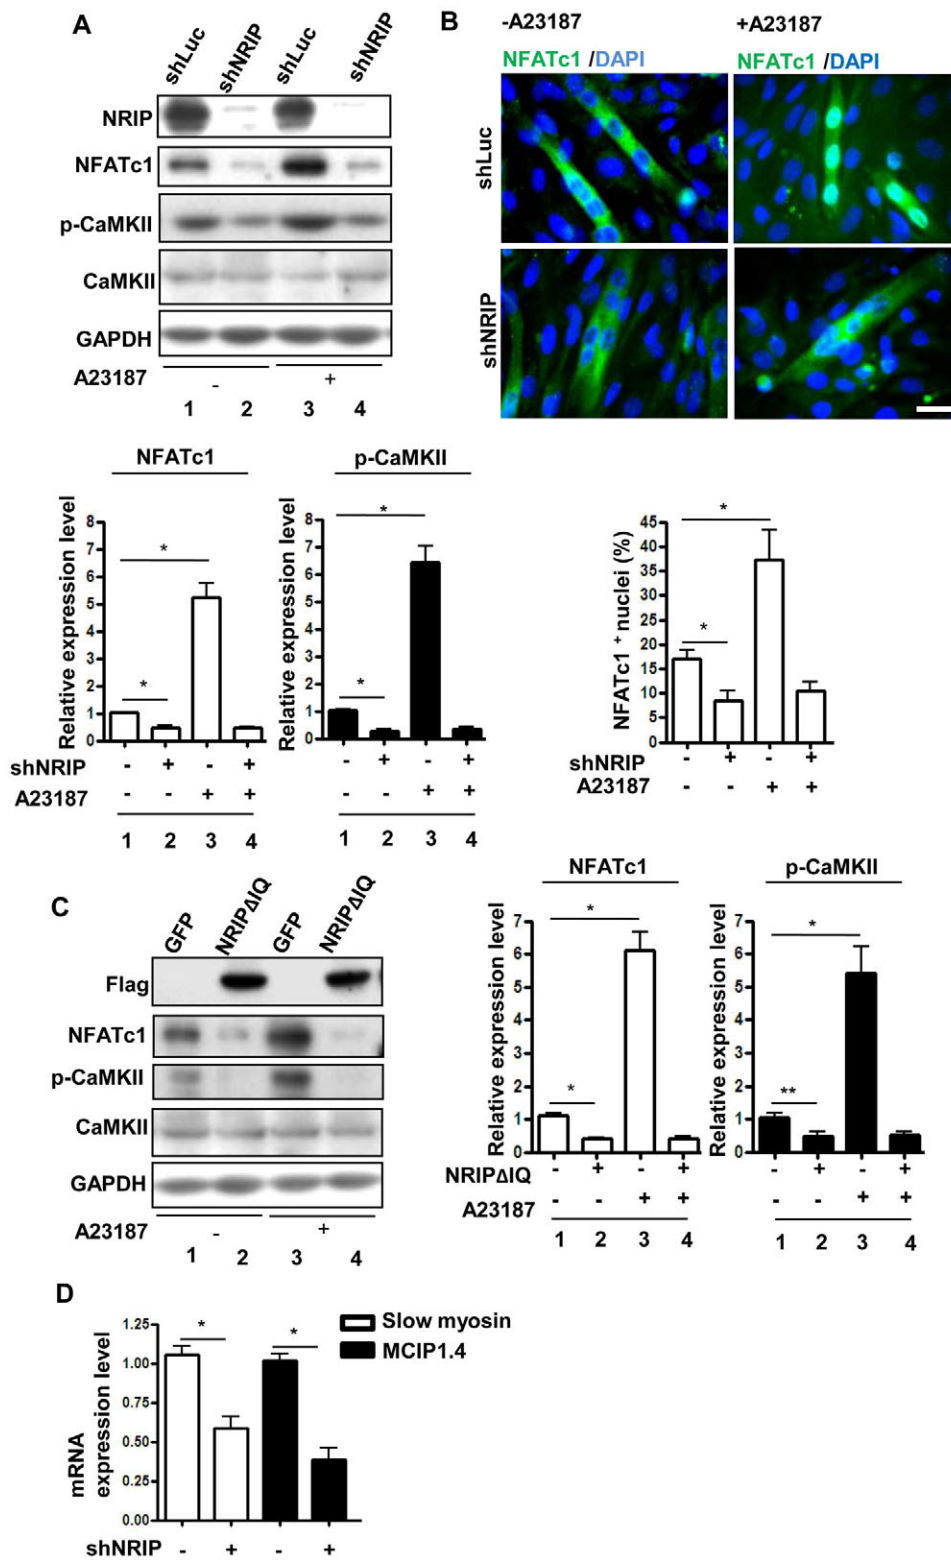 A
shLuc shNRIP shLuc shNRIP
NRIP
NFATc1
p-CaMKII
CaMKII
GAPDH
A23187 - +
1 2 3 4
B
-A23187 +A23187
NFATc1 /DAPI NFATc1 /DAPI
shLuc
shNRIP
NFATc1
Relative expression level
8
7
6
5
4
3
2
1
0
* *
shNRIP - + - +
A23187 - - + +
1 2 3 4
p-CaMKII
Relative expression level
8
7
6
5
4
3
2
1
0
* *
- + - +
- - + +
1 2 3 4
NFATc1 + nuclei (%)
45
40
35
30
25
20
15
10
5
0
* *
shNRIP - + - +
A23187 - - + +
C
GFP NRIPΔIQ GFP NRIPΔIQ
Flag
NFATc1
p-CaMKII
CaMKII
GAPDH
A23187 - +
1 2 3 4
NFATc1
Relative expression level
7
6
5
4
3
2
1
0
* *
NRIPΔIQ - + - +
A23187 - - + +
1 2 3 4
p-CaMKII
Relative expression level
7
6
5
4
3
2
1
0
** *
- + - +
- - + +
1 2 3 4
D
mRNA
expression level
1.25
1.00
0.75
0.50
0.25
0.00
* *
Slow myosin
MCIP1.4
shNRIP - + - +